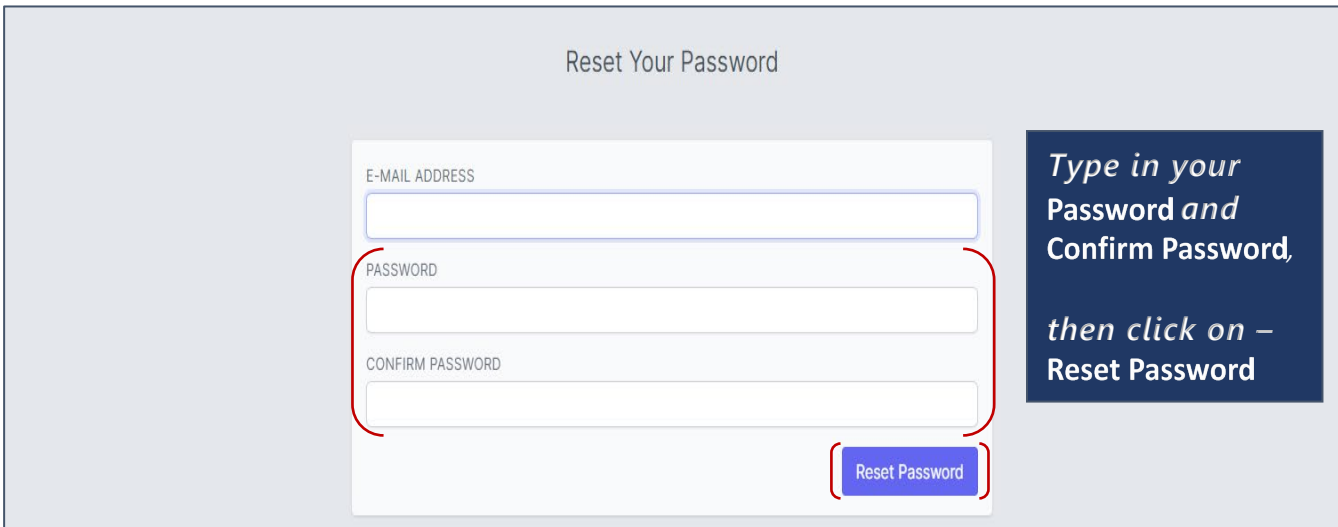 Reset Your Password
E-MAIL ADDRESS
PASSWORD
CONFIRM PASSWORD
Reset Password
Type in your
Password and
Confirm Password,
then click on –
Reset Password